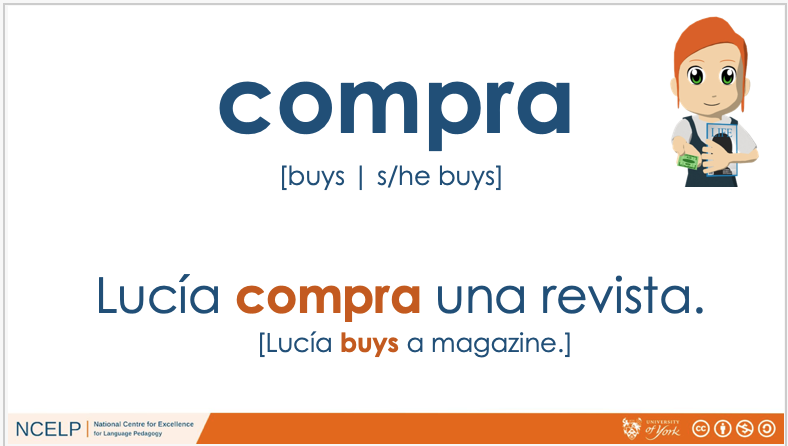 compra
[buys | s/he buys]
LIFE
Lucía compra una revista.
[Lucía buys a magazine.]
NCELP | National Centre for Excellence
for Language Pedagogy
UNIVERSITY
of York